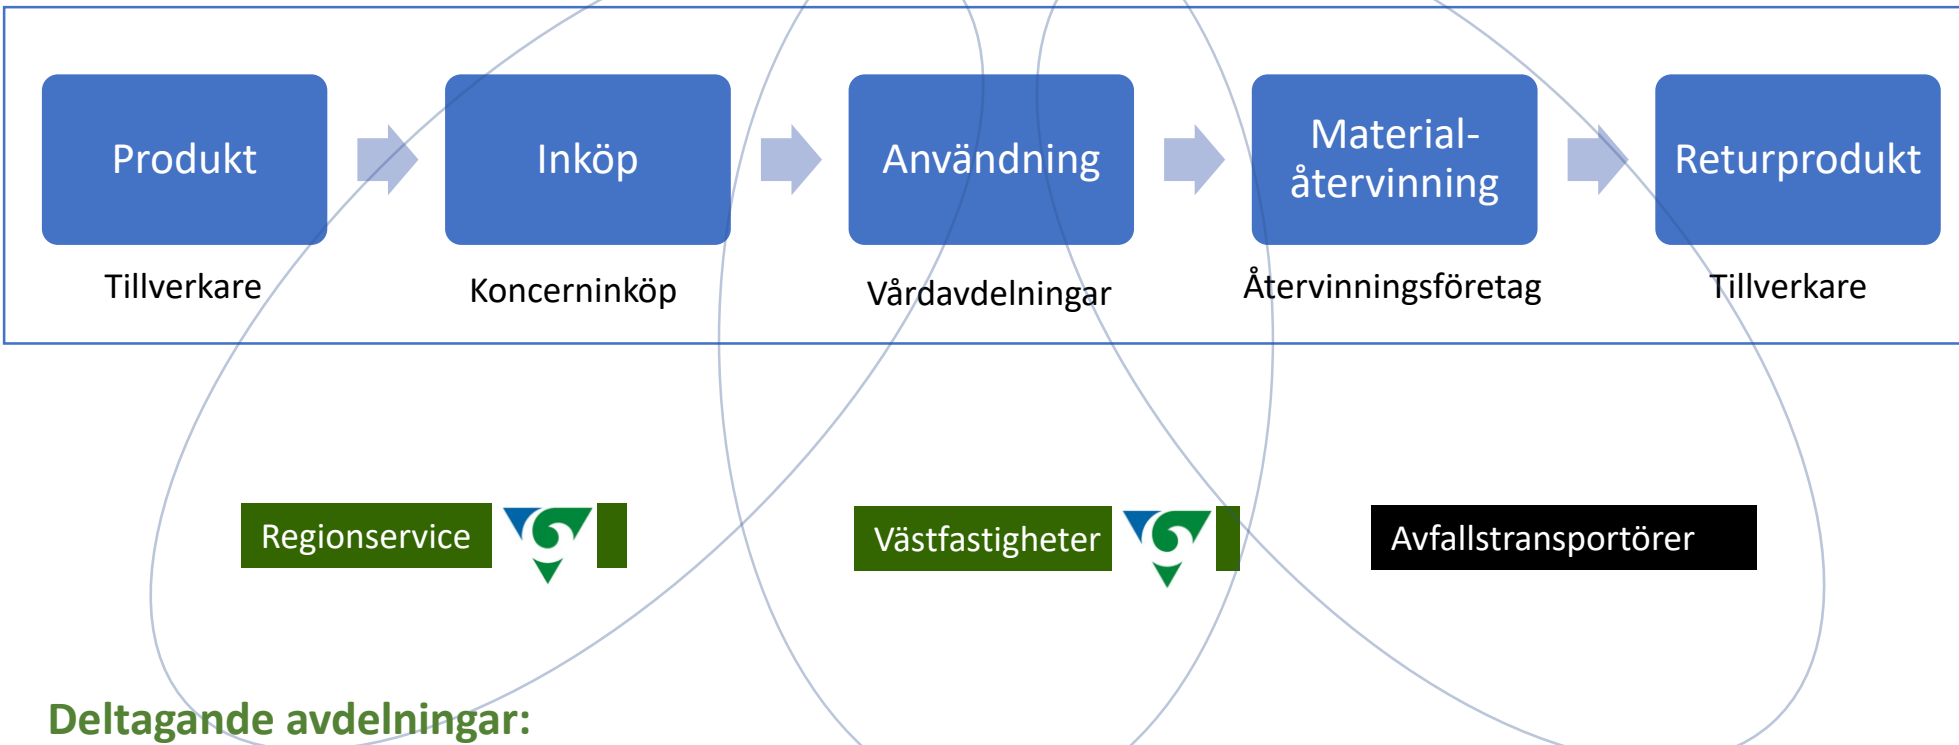 Produkt
Inköp
Användning
Material-
återvinning
Returprodukt
Tillverkare
Koncerninköp
Vårdavdelningar
Återvinningsföretag
Tillverkare
Regionservice
Västfastigheter
Avfallstransportörer
Deltagande avdelningar: